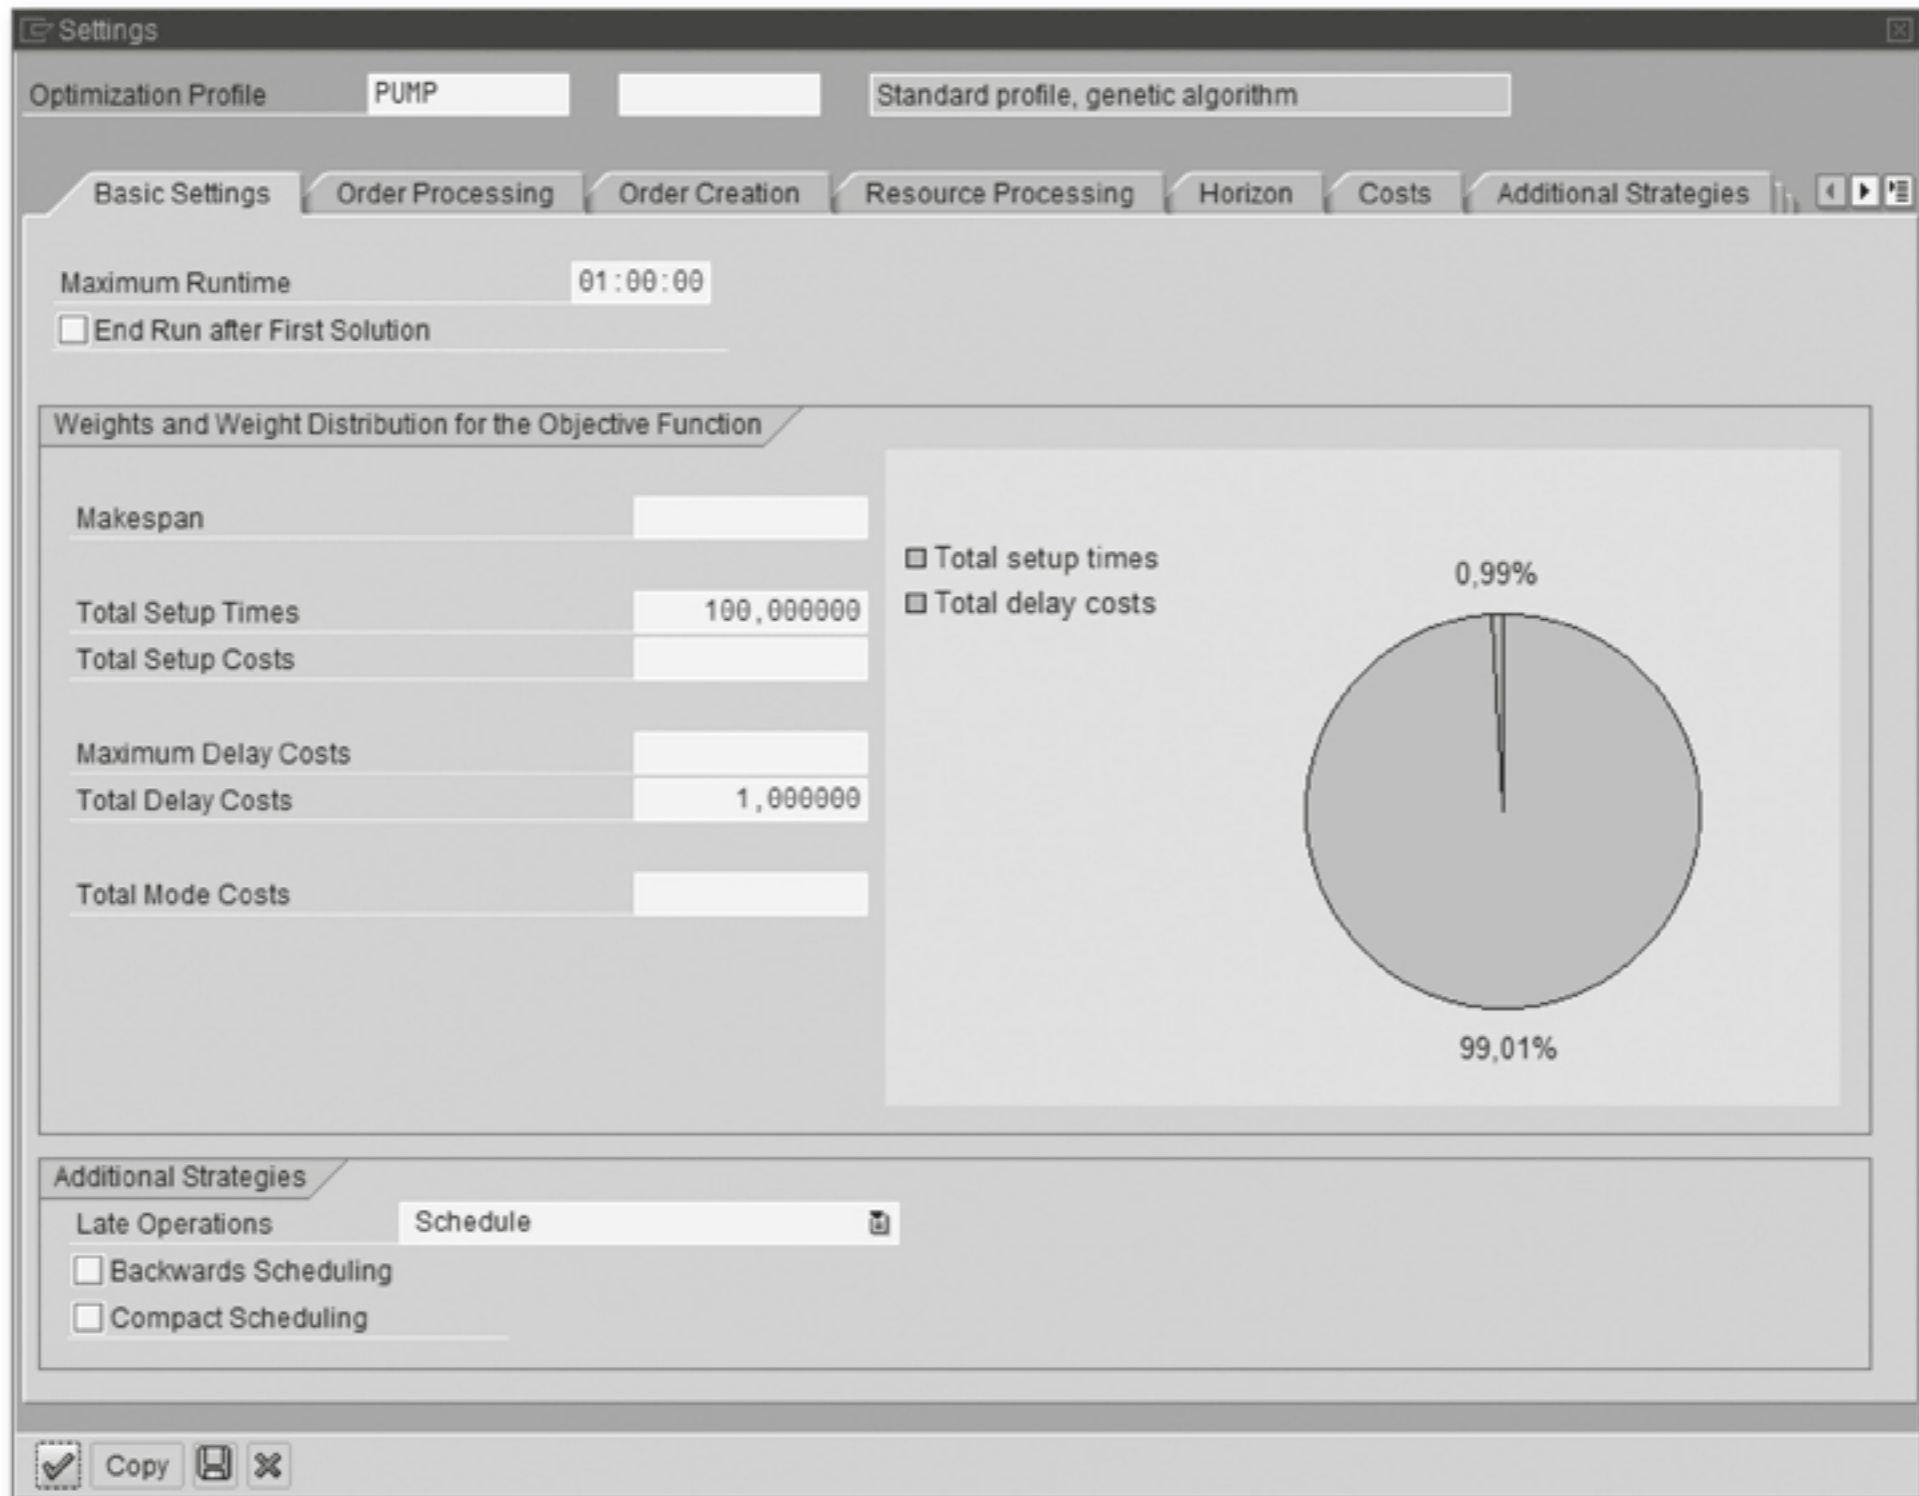 Settings
Optimization Profile PUMP Standard profile, genetic algorithm
Basic Settings Order Processing Order Creation Resource Processing Horizon Costs Additional Strategies
Maximum Runtime 01:00:00
End Run after First Solution
Weights and Weight Distribution for the Objective Function
Makespan
Total Setup Times 100,000000
Total Setup Costs
Maximum Delay Costs
Total Delay Costs 1,000000
Total Mode Costs
Total setup times
Total delay costs
0,99%
99,01%
Additional Strategies
Late Operations Schedule
Backwards Scheduling
Compact Scheduling
Copy